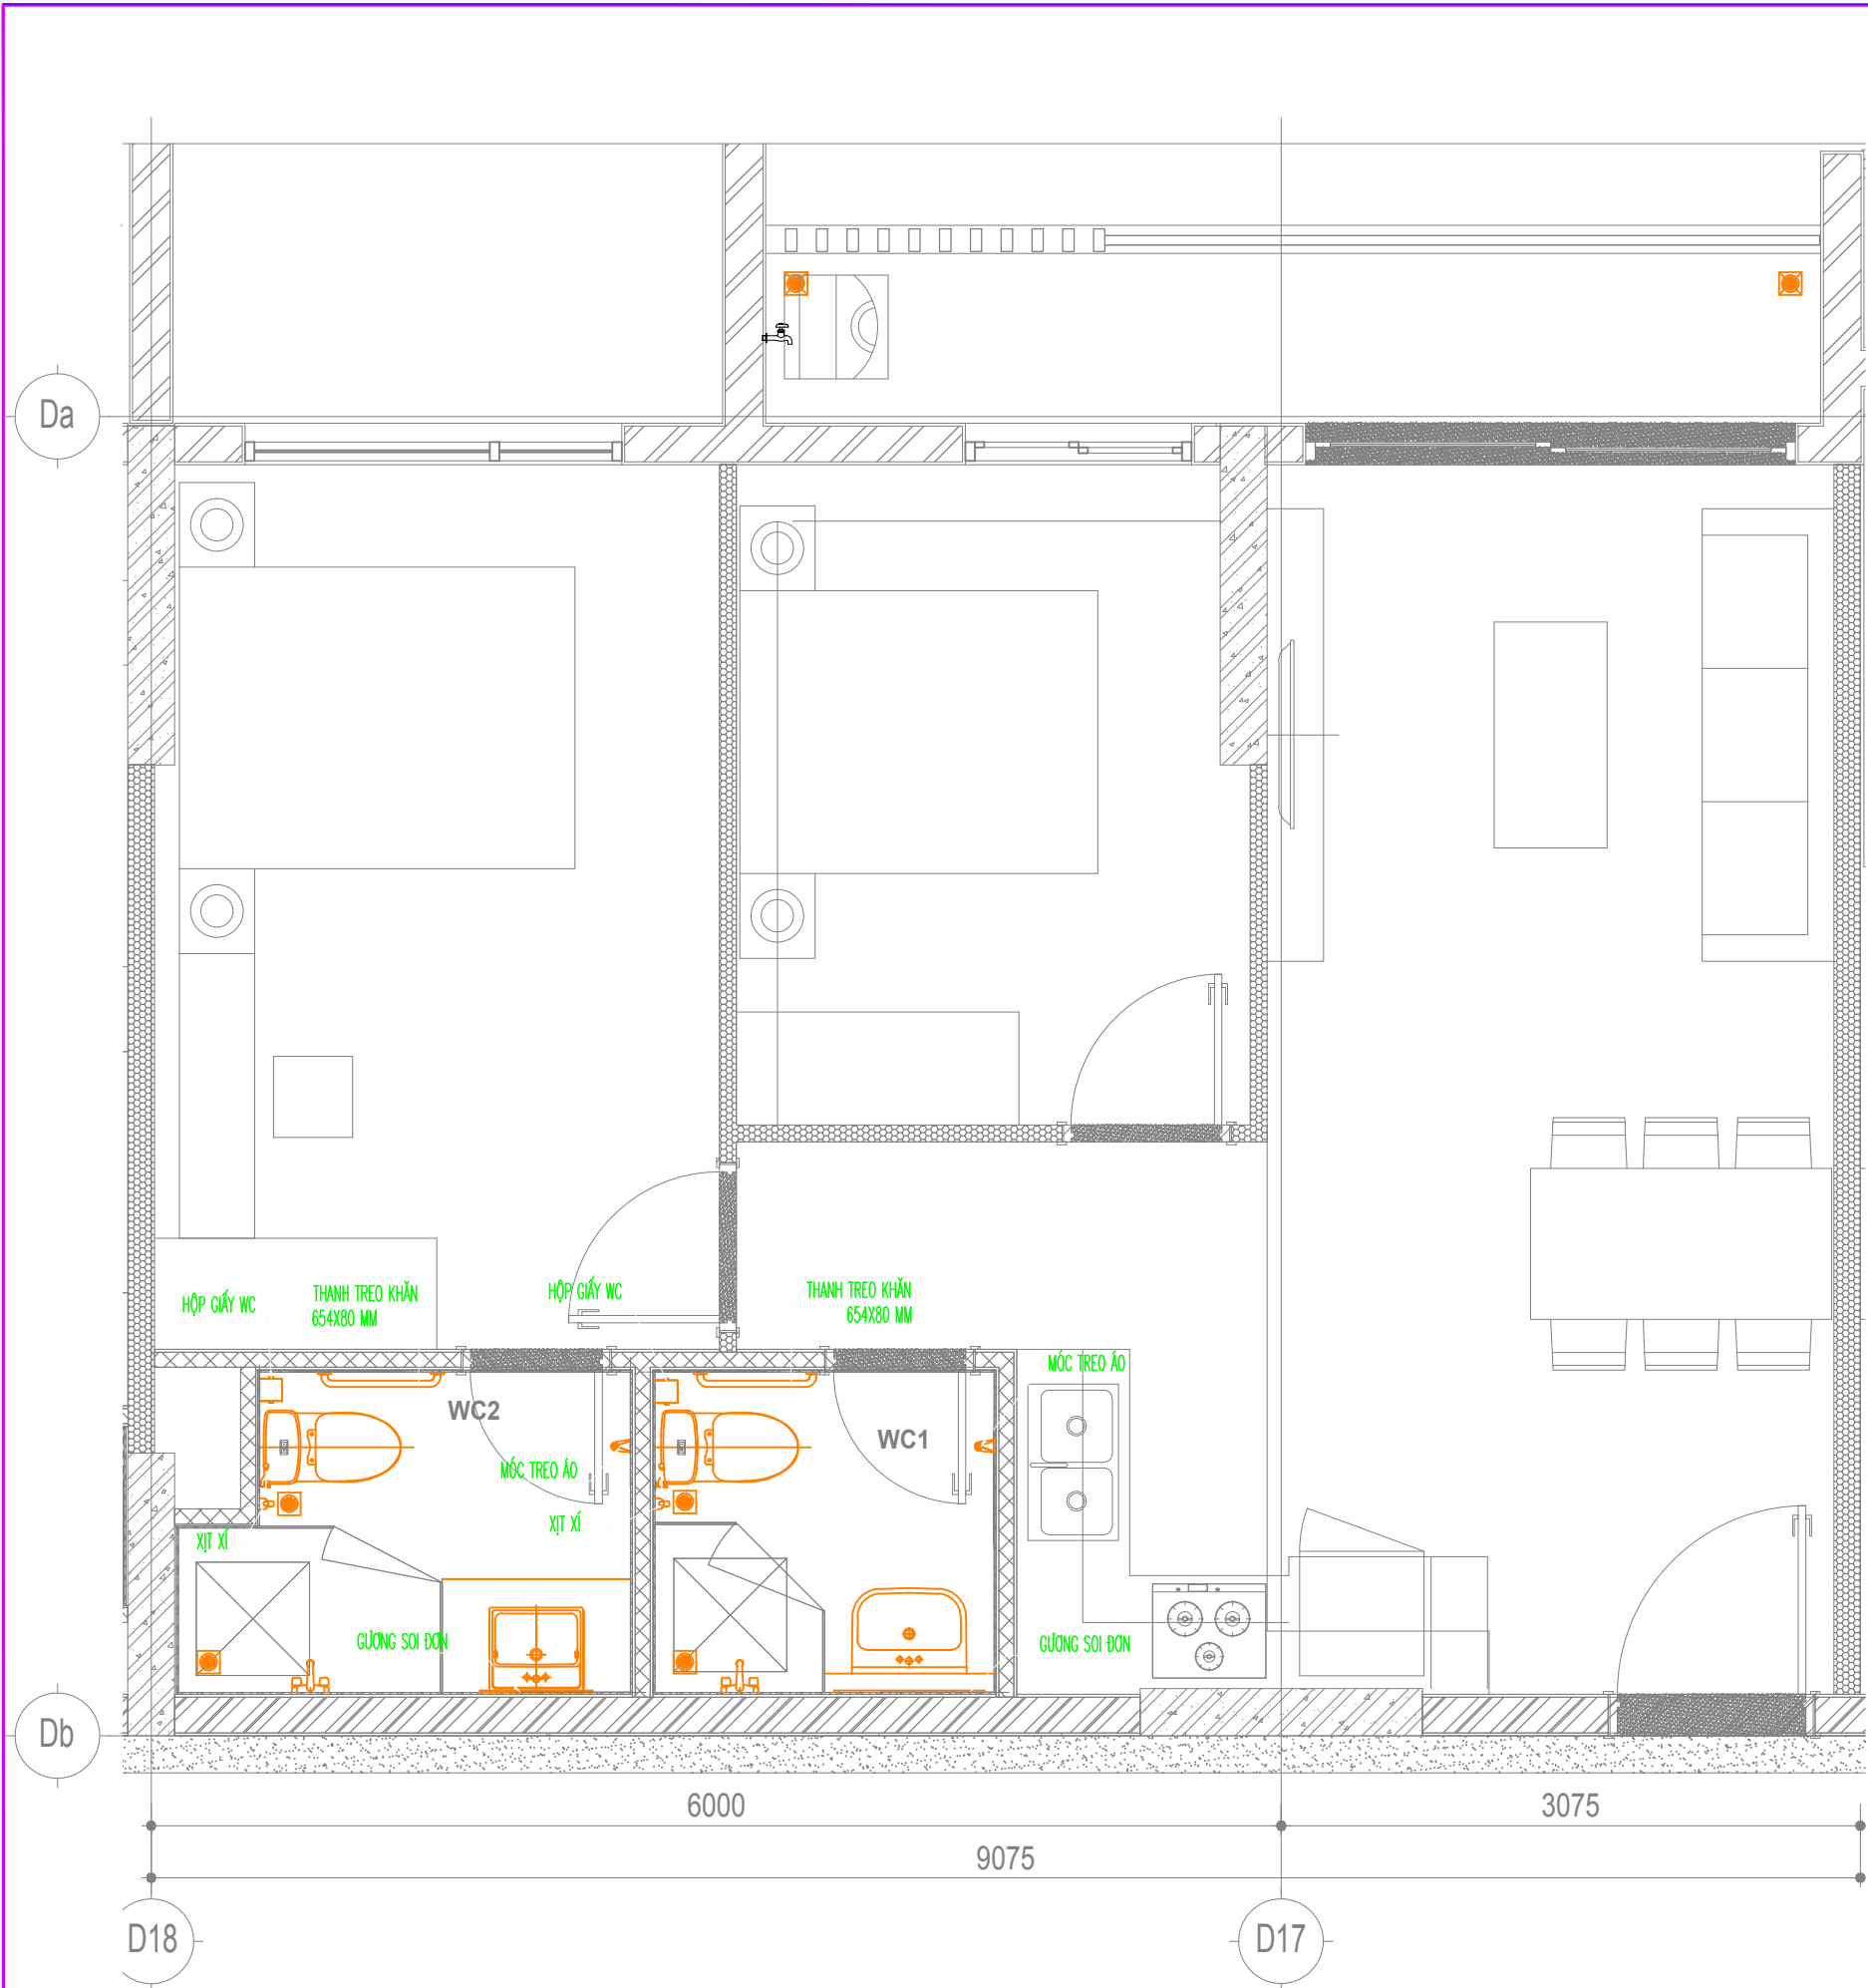 Da
HỘP GIẤY WC
THANH TREO KHĂN
654X80 MM
HỘP GIẤY WC
THANH TREO KHĂN
654X80 MM
MÓC TREO ÁO
WC2
WC1
MÓC TREO ÁO
XỊT XÍ
XỊT XÍ
GƯƠNG SOI ĐƠN
GƯƠNG SOI ĐƠN
Db
6000
3075
9075
D18
D17